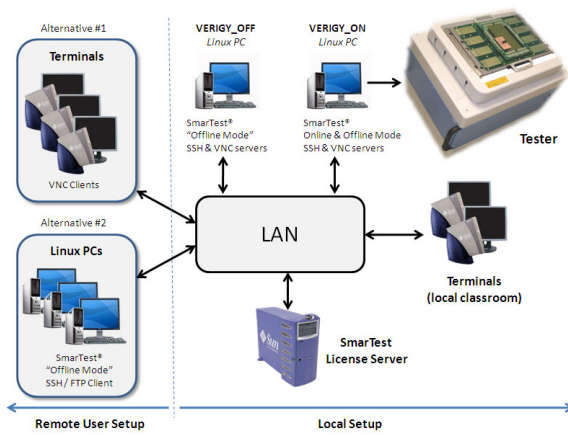 Alternative #1
Terminals
VNC Clients
Alternative #2
Linux PCs
SmarTest®
“Offline Mode”
SSH / FTP Client
VERIGY_OFF
Linux PC
SmarTest®
“Offline Mode”
SSH & VNC servers
VERIGY_ON
Linux PC
SmarTest®
Online & Offline Mode
SSH & VNC servers
Tester
LAN
Terminals
(local classroom)
Sun
SmarTest
License Server
Remote User Setup
Local Setup